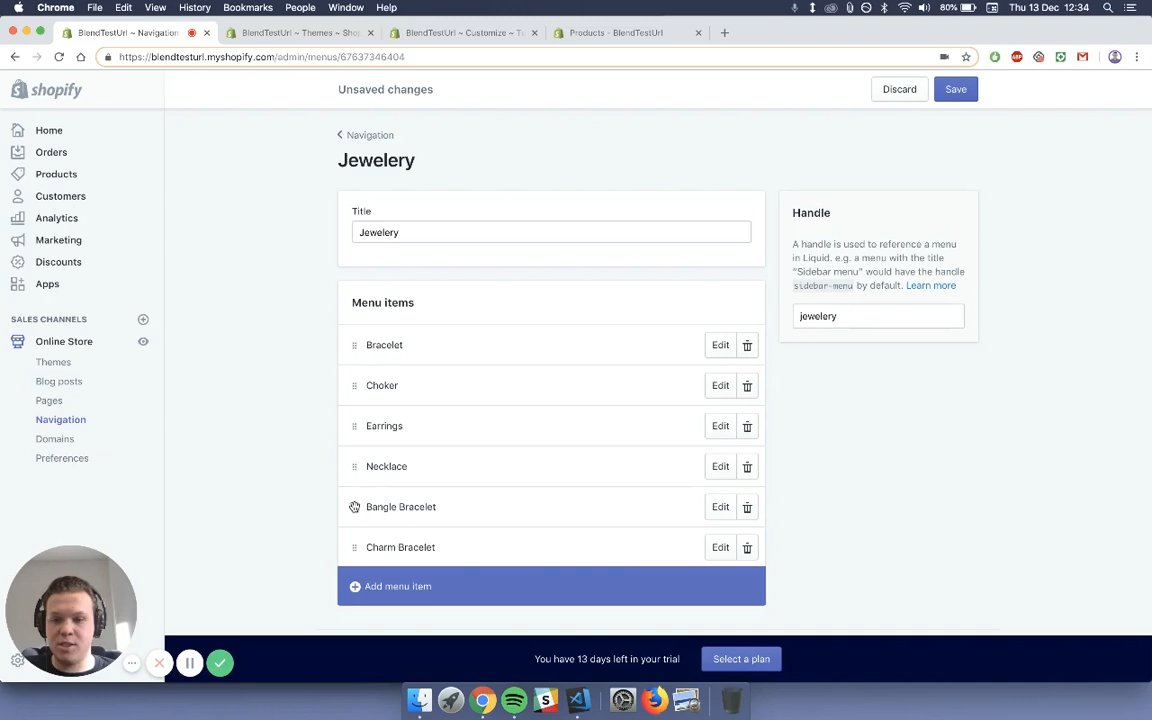 Chrome File Edit View History Bookmarks People Window Help
80% Thu 13 Dec 12:34
BlendTestUrl ~ Navigation
BlendTestUrl ~ Themes ~ Sho
BlendTestUrl ~ Customize ~ T
Products - BlendTestUrl
https://blendtesturl.myshopify.com/admin/menus/67637346404
shopify
Unsaved changes
Discard
Save
Home
Orders
Products
Customers
Analytics
Marketing
Discounts
Apps
SALES CHANNELS
Online Store
Themes
Blog posts
Pages
Navigation
Domains
Preferences
Navigation
Jewelery
Title
Jewelery
Menu items
Bracelet Edit
Choker Edit
Earrings Edit
Necklace Edit
Bangle Bracelet Edit
Charm Bracelet Edit
Add menu item
Handle
A handle is used to reference a menu
in Liquid. e.g. a menu with the title
“Sidebar menu” would have the handle
sidebar-menu by default. Learn more
jewelery
You have 13 days left in your trial
Select a plan